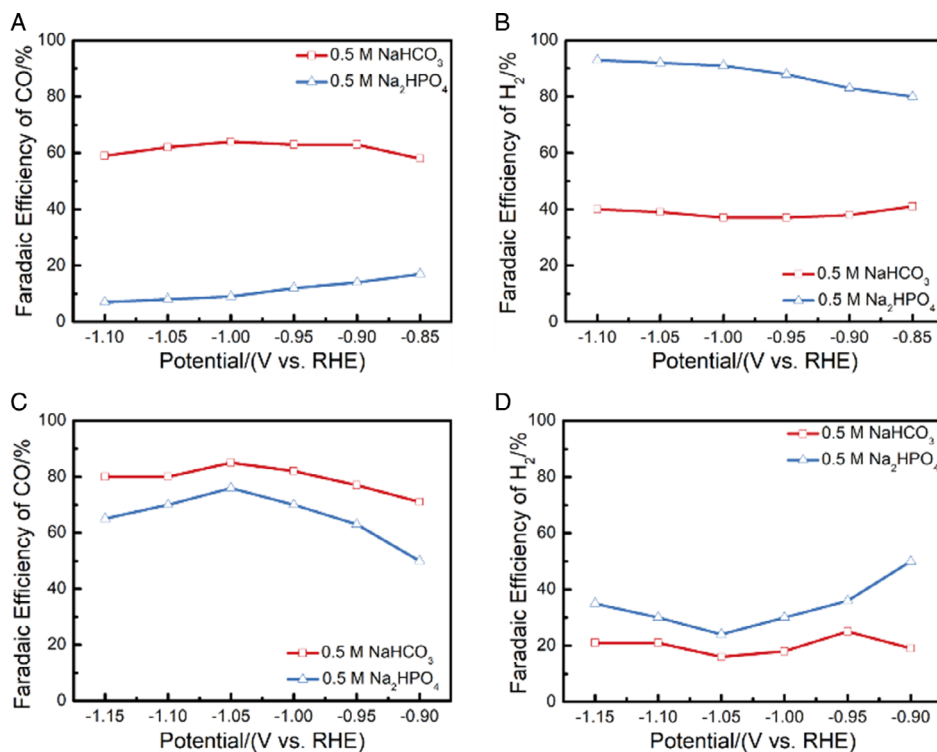 A
Faradaic Efficiency of CO/%
100
80
60
40
20
0
0.5 M NaHCO₃
0.5 M Na₂HPO₄
-1.10 -1.05 -1.00 -0.95 -0.90 -0.85
Potential/(V vs. RHE)
B
Faradaic Efficiency of H₂/%
100
80
60
40
20
0
0.5 M NaHCO₃
0.5 M Na₂HPO₄
-1.10 -1.05 -1.00 -0.95 -0.90 -0.85
Potential/(V vs. RHE)
C
Faradaic Efficiency of CO/%
100
80
60
40
20
0
0.5 M NaHCO₃
0.5 M Na₂HPO₄
-1.15 -1.10 -1.05 -1.00 -0.95 -0.90
Potential/(V vs. RHE)
D
Faradaic Efficiency of H₂/%
100
80
60
40
20
0
0.5 M NaHCO₃
0.5 M Na₂HPO₄
-1.15 -1.10 -1.05 -1.00 -0.95 -0.90
Potential/(V vs. RHE)